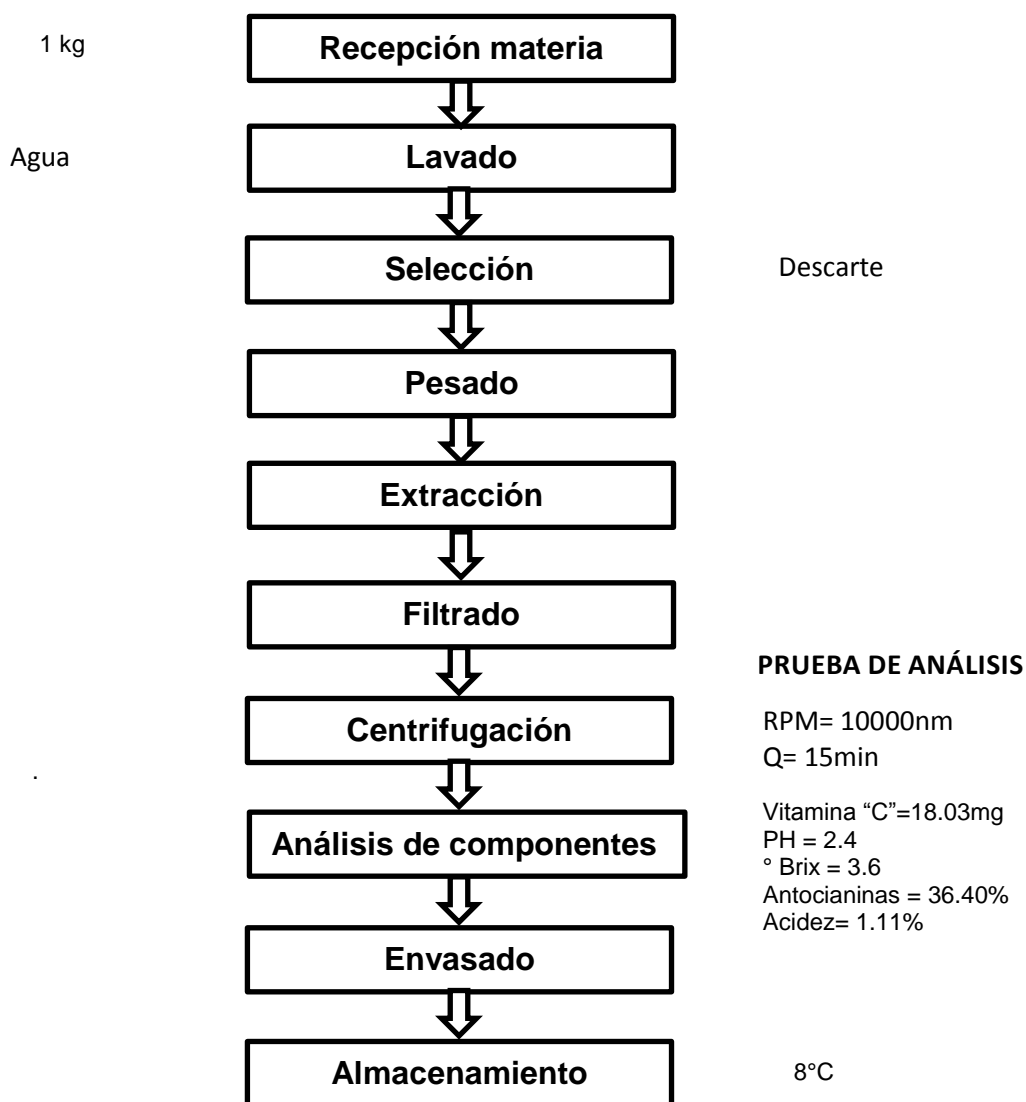 1 kg
Recepción materia
Agua
Lavado
Selección
Descarte
Pesado
Extracción
Filtrado
PRUEBA DE ANÁLISIS
Centrifugación
RPM= 10000nm
Q= 15min
.
Análisis de componentes
Vitamina “C”=18.03mg
PH = 2.4
° Brix = 3.6
Antocianinas = 36.40%
Acidez= 1.11%
Envasado
Almacenamiento
8°C